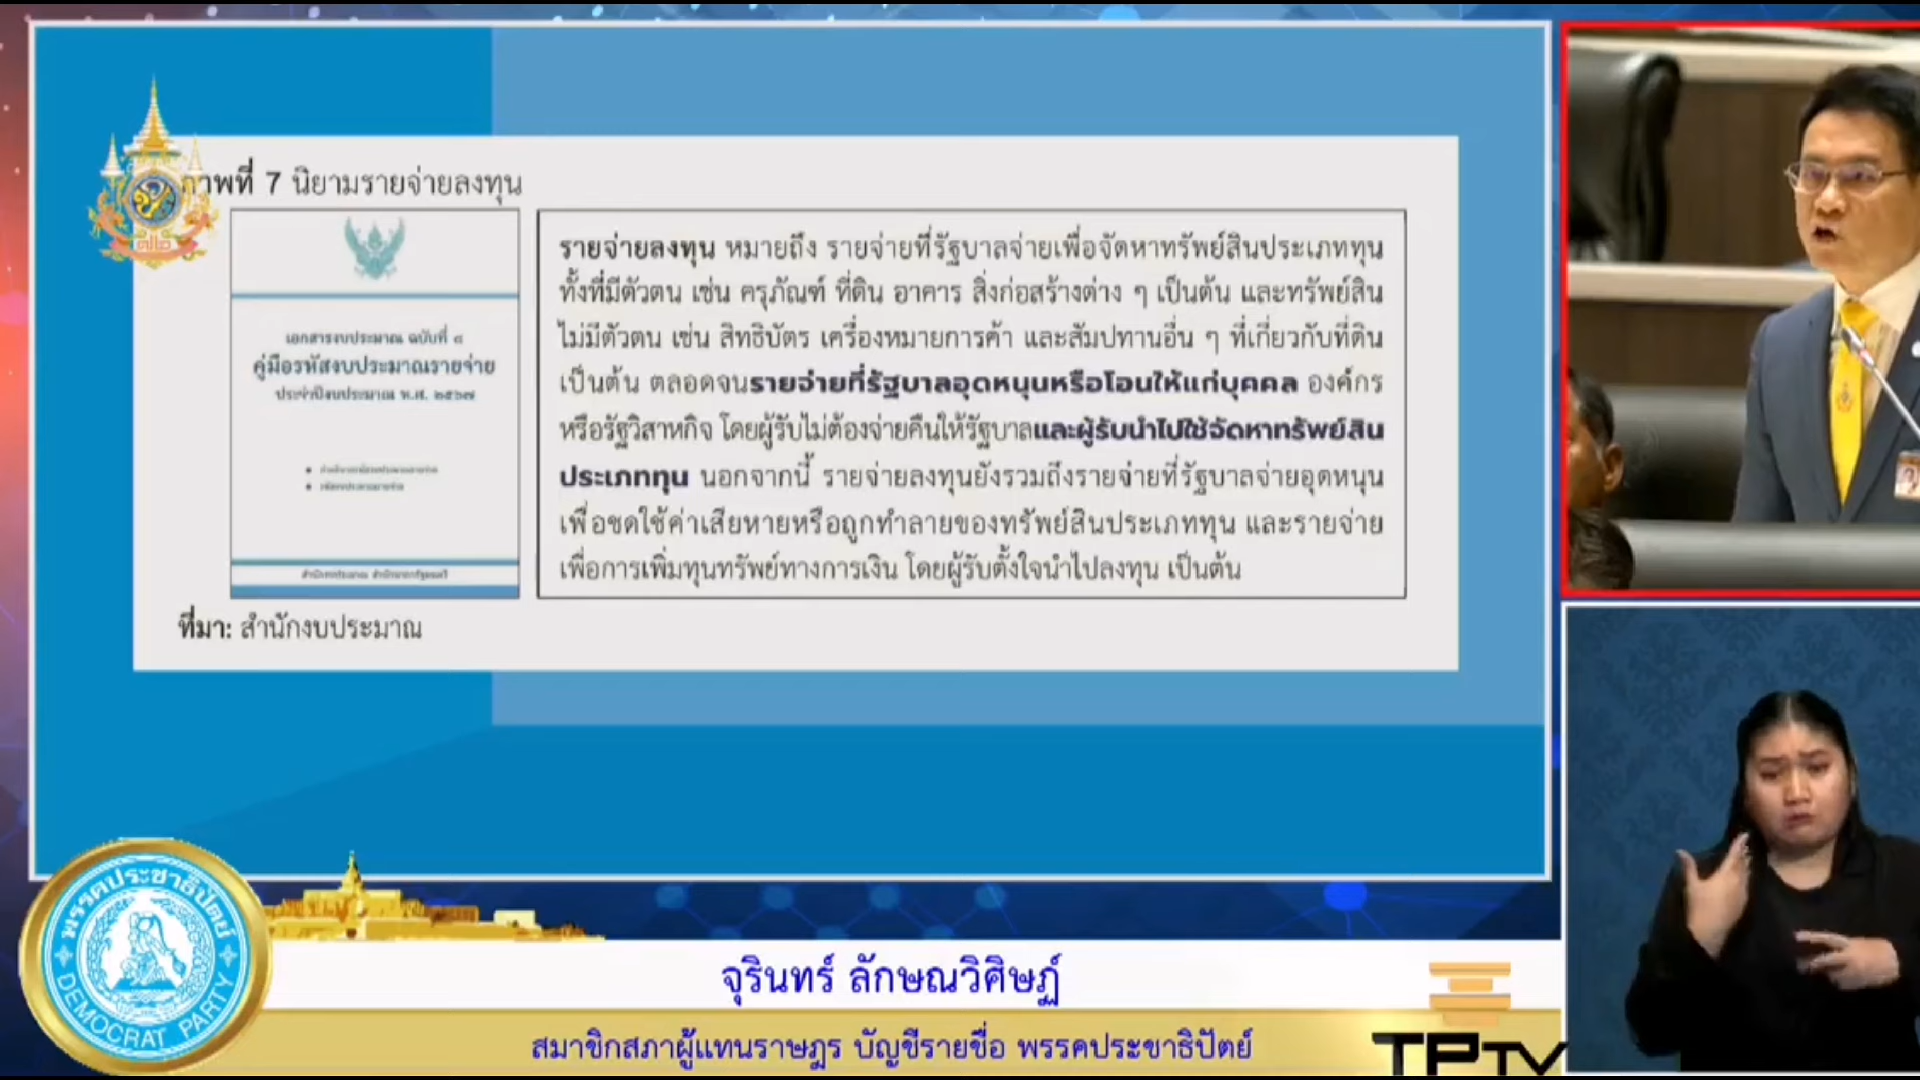 ภาพที่ 7 นิยามรายจ่ายลงทุน
เอกสารงบประมาณ ฉบับที่ ๘
คู่มือรหัสงบประมาณรายจ่าย
ประจำปีงบประมาณ พ.ศ. ๒๕๖๗
รายจ่ายลงทุน หมายถึง รายจ่ายที่รัฐบาลจ่ายเพื่อจัดหาทรัพย์สินประเภททุน
ทั้งที่มีตัวตน เช่น ครุภัณฑ์ ที่ดิน อาคาร สิ่งก่อสร้างต่าง ๆ เป็นต้น และทรัพย์สิน
ไม่มีตัวตน เช่น สิทธิบัตร เครื่องหมายการค้า และสัมปทานอื่น ๆ ที่เกี่ยวกับที่ดิน
เป็นต้น ตลอดจนรายจ่ายที่รัฐบาลอุดหนุนหรือโอนให้แก่บุคคล องค์กร
หรือรัฐวิสาหกิจ โดยผู้รับไม่ต้องจ่ายคืนให้รัฐบาลและผู้รับนำไปใช้จัดหาทรัพย์สิน
ประเภททุน นอกจากนี้ รายจ่ายลงทุนยังรวมถึงรายจ่ายที่รัฐบาลจ่ายอุดหนุน
เพื่อชดใช้ค่าเสียหายหรือถูกทำลายของทรัพย์สินประเภททุน และรายจ่าย
เพื่อการเพิ่มทุนทรัพย์ทางการเงิน โดยผู้รับตั้งใจนำไปลงทุน เป็นต้น
ที่มา: สำนักงบประมาณ
พรรคประชาธิปัตย์
DEMOCRAT PARTY
จุรินทร์ ลักษณวิศิษฏ์
สมาชิกสภาผู้แทนราษฎร บัญชีรายชื่อ พรรคประชาธิปัตย์
TPTV